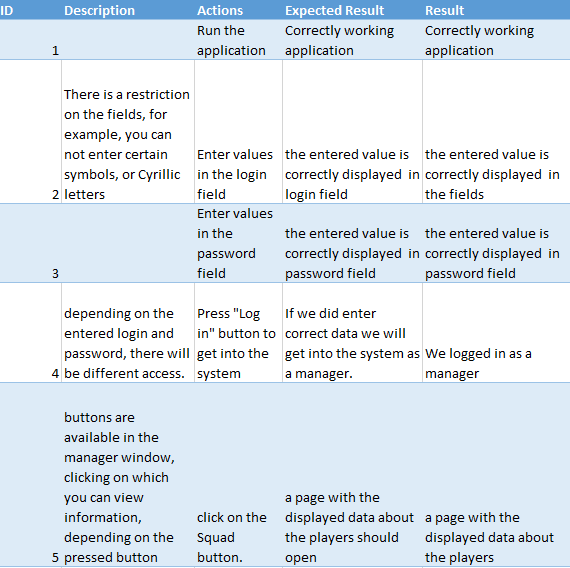 ID Description Actions Expected Result Result
1 Run the application Correctly working application Correctly working application
2 There is a restriction on the fields, for example, you can not enter certain symbols, or Cyrillic letters Enter values in the login field the entered value is correctly displayed in login field the entered value is correctly displayed in the fields
3 Enter values in the password field the entered value is correctly displayed in password field the entered value is correctly displayed in password field
4 depending on the entered login and password, there will be different access. Press "Log in" button to get into the system If we did enter correct data we will get into the system as a manager. We logged in as a manager
5 buttons are available in the manager window, clicking on which you can view information, depending on the pressed button click on the Squad button. a page with the displayed data about the players should open a page with the displayed data about the players